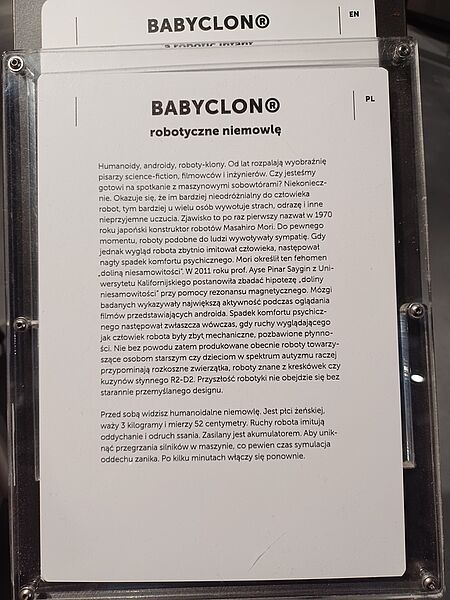 BABYCLON®
EN
a robotic infant
BABYCLON®
PL
robotyczne niemowlę
Humanoidy, androidy, roboty-klony. Od lat rozpalają wyobraźnię
pisarzy science-fiction, filmowców i inżynierów. Czy jesteśmy
gotowi na spotkanie z maszynowymi sobowtórami? Niekoniecz-
nie. Okazuje się, że im bardziej nieodróżnialny do człowieka
robot, tym bardziej u wielu osób wywołuje strach, odrazę i inne
nieprzyjemne uczucia. Zjawisko to po raz pierwszy nazwał w 1970
roku japoński konstruktor robotów Masahiro Mori. Do pewnego
momentu, roboty podobne do ludzi wywoływały sympatię. Gdy
jednak wygląd robota zbytnio imitował człowieka, następował
nagły spadek komfortu psychicznego. Mori określił ten fehomen
„doliną niesamowitości”. W 2011 roku prof. Ayse Pinar Saygin z Uni-
wersytetu Kalifornijskiego postanowiła zbadać hipotezę „doliny
niesamowitości” przy pomocy rezonansu magnetycznego. Mózgi
badanych wykazywały największą aktywność podczas oglądania
filmów przedstawiających androida. Spadek komfortu psychicz-
nego następował zwłaszcza wówczas, gdy ruchy wyglądającego
jak człowiek robota były zbyt mechaniczne, pozbawione płynno-
ści. Nie bez powodu zatem produkowane obecnie roboty towarzy-
szące osobom starszym czy dzieciom w spektrum autyzmu raczej
przypominają rozkoszne zwierzątka, roboty znane z kreskówek czy
kuzynów słynnego R2-D2. Przyszłość robotyki nie obejdzie się bez
starannie przemyślanego designu.
Przed sobą widzisz humanoidalne niemowlę. Jest płci żeńskiej,
waży 3 kilogramy i mierzy 52 centymetry. Ruchy robota imitują
oddychanie i odruch ssania. Zasilany jest akumulatorem. Aby unik-
nąć przegrzania silników w maszynie, co pewien czas symulacja
oddechu zanika. Po kilku minutach włączy się ponownie.